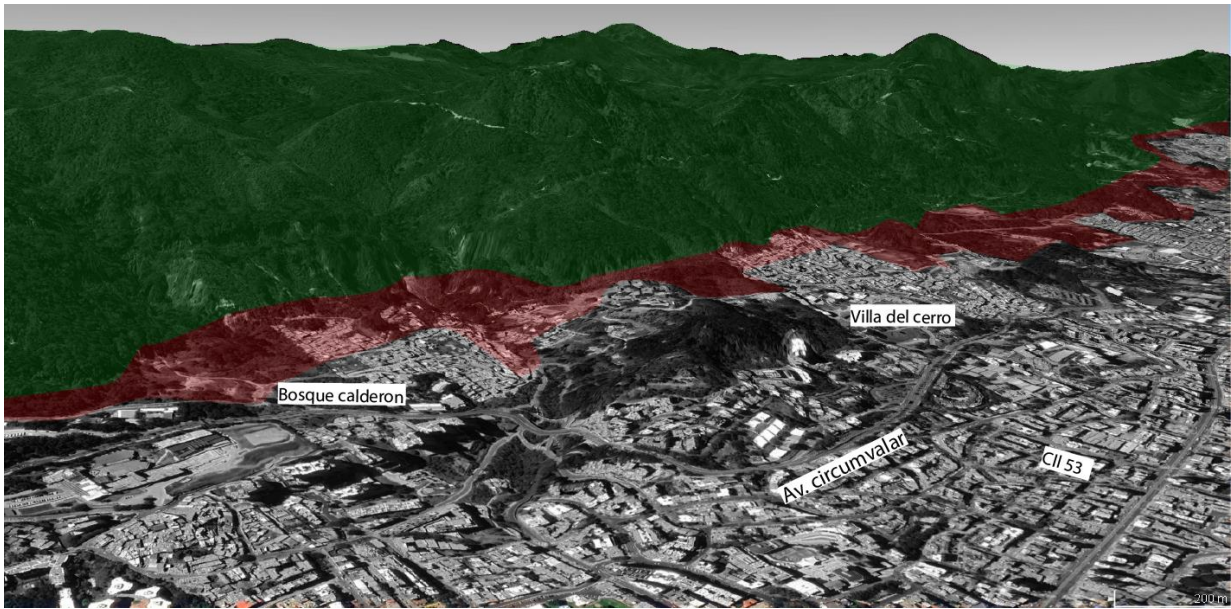 Villa del cerro
Bosque calderon
Av. circumvalar
Cll 53
200 m